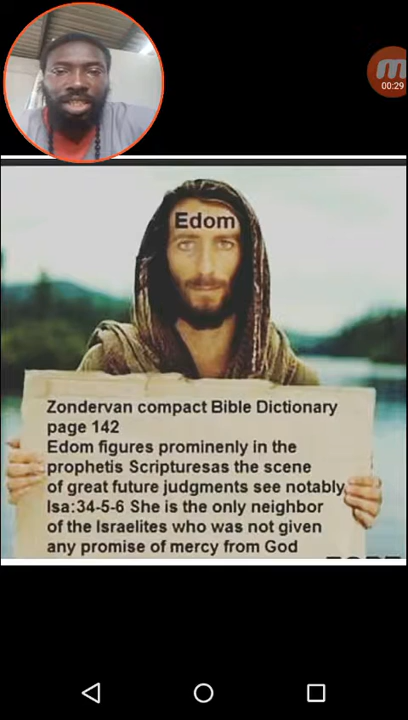 M
00:29
Edom
Zondervan compact Bible Dictionary
page 142
Edom figures prominenly in the
prophetis Scripturesas the scene
of great future judgments see notably
Isa:34-5-6 She is the only neighbor
of the Israelites who was not given
any promise of mercy from God